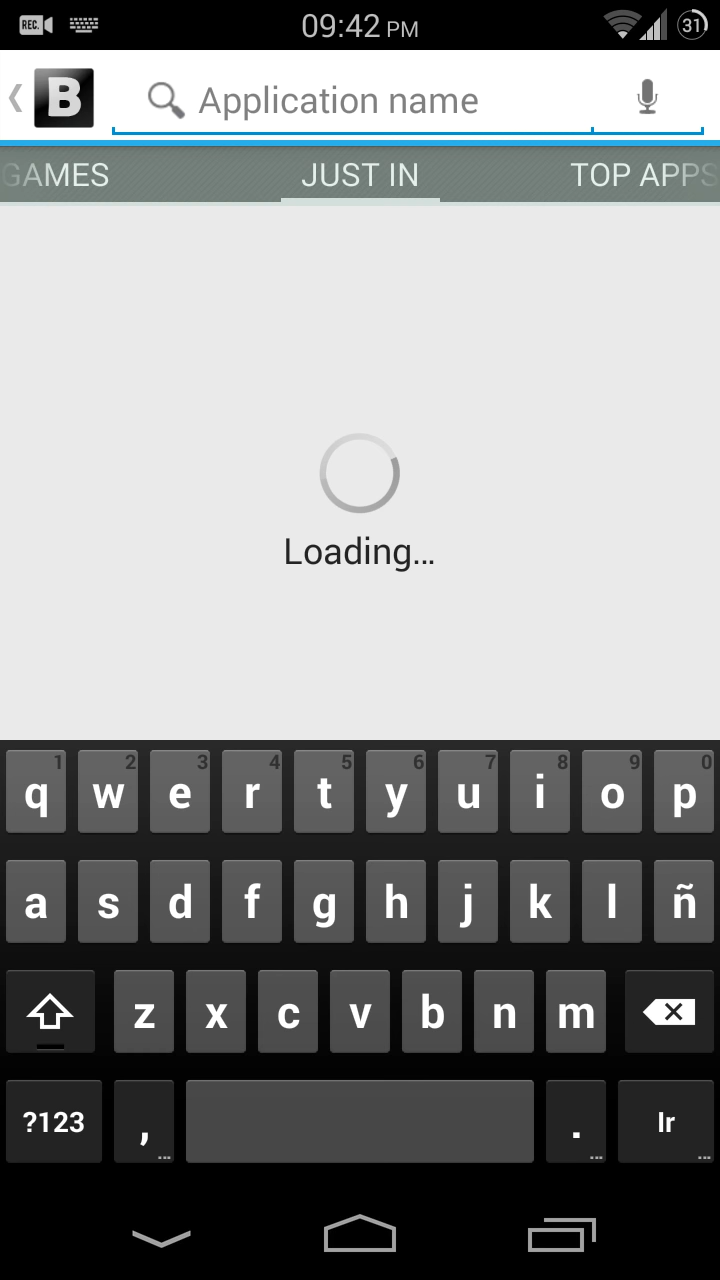 REC. 09:42 PM 31
B Application name
GAMES JUST IN TOP APPS
Loading...
1 2 3 4 5 6 7 8 9 0
q w e r t y u i o p
a s d f g h j k l ñ
z x c v b n m
?123 , ... . ... Ir ...